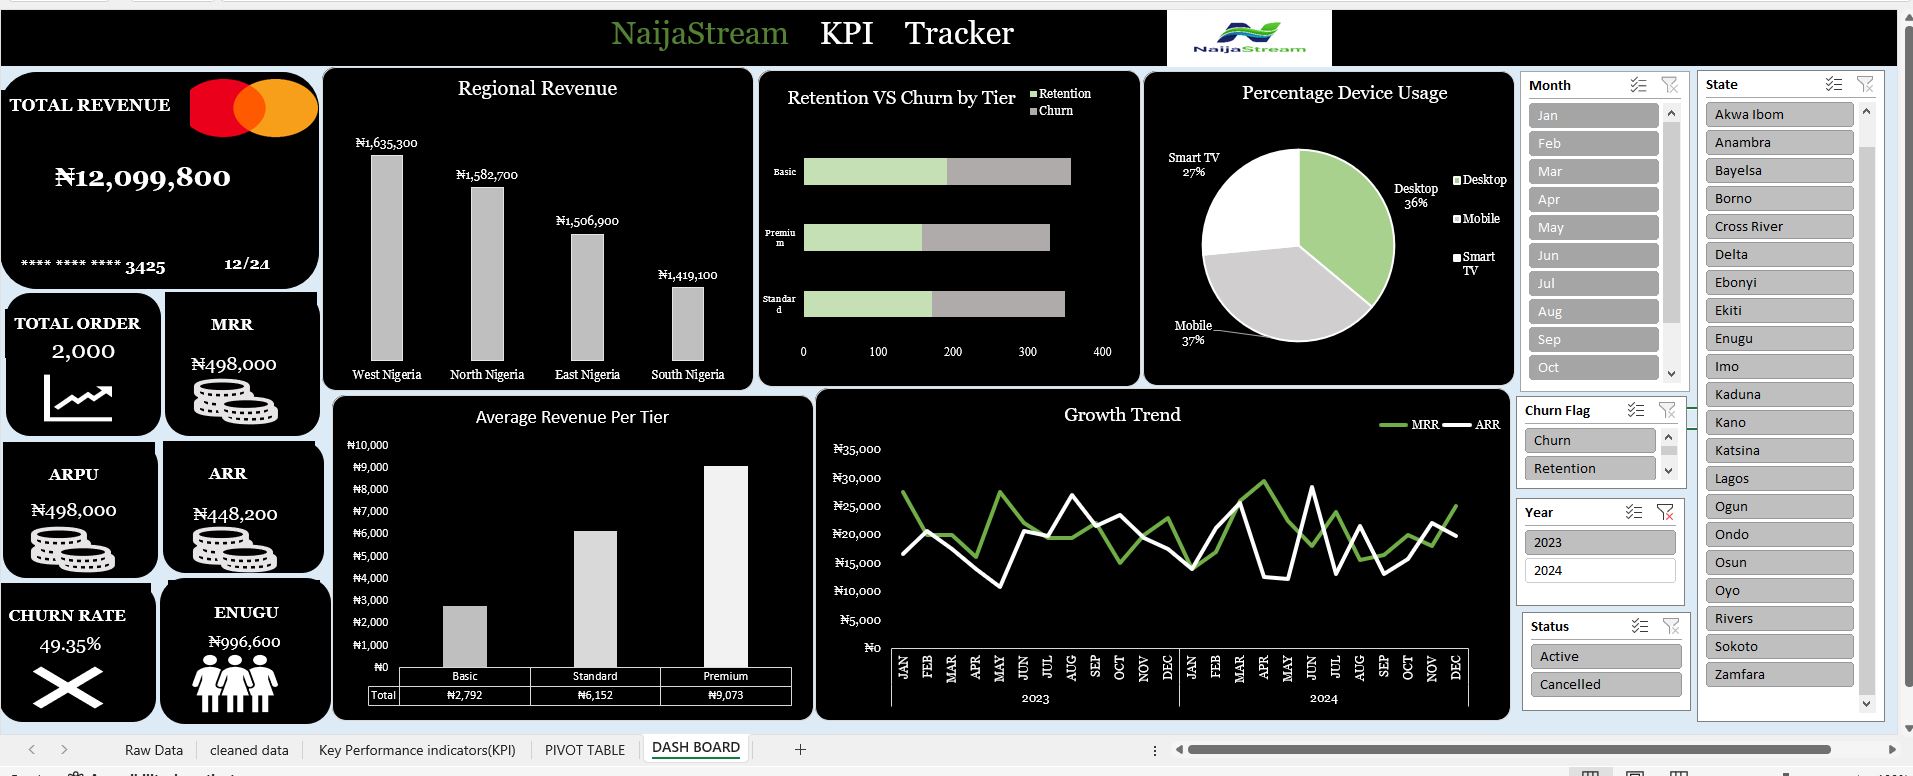 NaijaStream KPI Tracker
NaijaStream
TOTAL REVENUE
₦12,099,800
**** **** **** 3425 12/24
TOTAL ORDER
2,000
MRR
₦498,000
ARPU
₦498,000
ARR
₦448,200
CHURN RATE
49.35%
ENUGU
₦996,600
Regional Revenue
₦1,635,300
₦1,582,700
₦1,506,900
₦1,419,100
West Nigeria North Nigeria East Nigeria South Nigeria
Retention VS Churn by Tier
Retention
Churn
Basic
Premiu
m
Standar
d
0 100 200 300 400
Percentage Device Usage
Smart TV
27%
Desktop
36%
Mobile
37%
Desktop
Mobile
Smart
TV
Average Revenue Per Tier
₦10,000
₦9,000
₦8,000
₦7,000
₦6,000
₦5,000
₦4,000
₦3,000
₦2,000
₦1,000
₦0
Basic Standard Premium
Total ₦2,792 ₦6,152 ₦9,073
Growth Trend
MRR ARR
₦35,000
₦30,000
₦25,000
₦20,000
₦15,000
₦10,000
₦5,000
₦0
JAN FEB MAR APR MAY JUN JUL AUG SEP OCT NOV DEC JAN FEB MAR APR MAY JUN JUL AUG SEP OCT NOV DEC
2023 2024
Month
Jan
Feb
Mar
Apr
May
Jun
Jul
Aug
Sep
Oct
Churn Flag
Churn
Retention
Year
2023
2024
Status
Active
Cancelled
State
Akwa Ibom
Anambra
Bayelsa
Borno
Cross River
Delta
Ebonyi
Ekiti
Enugu
Imo
Kaduna
Kano
Katsina
Lagos
Ogun
Ondo
Osun
Oyo
Rivers
Sokoto
Zamfara
Raw Data cleaned data Key Performance indicators(KPI) PIVOT TABLE DASH BOARD